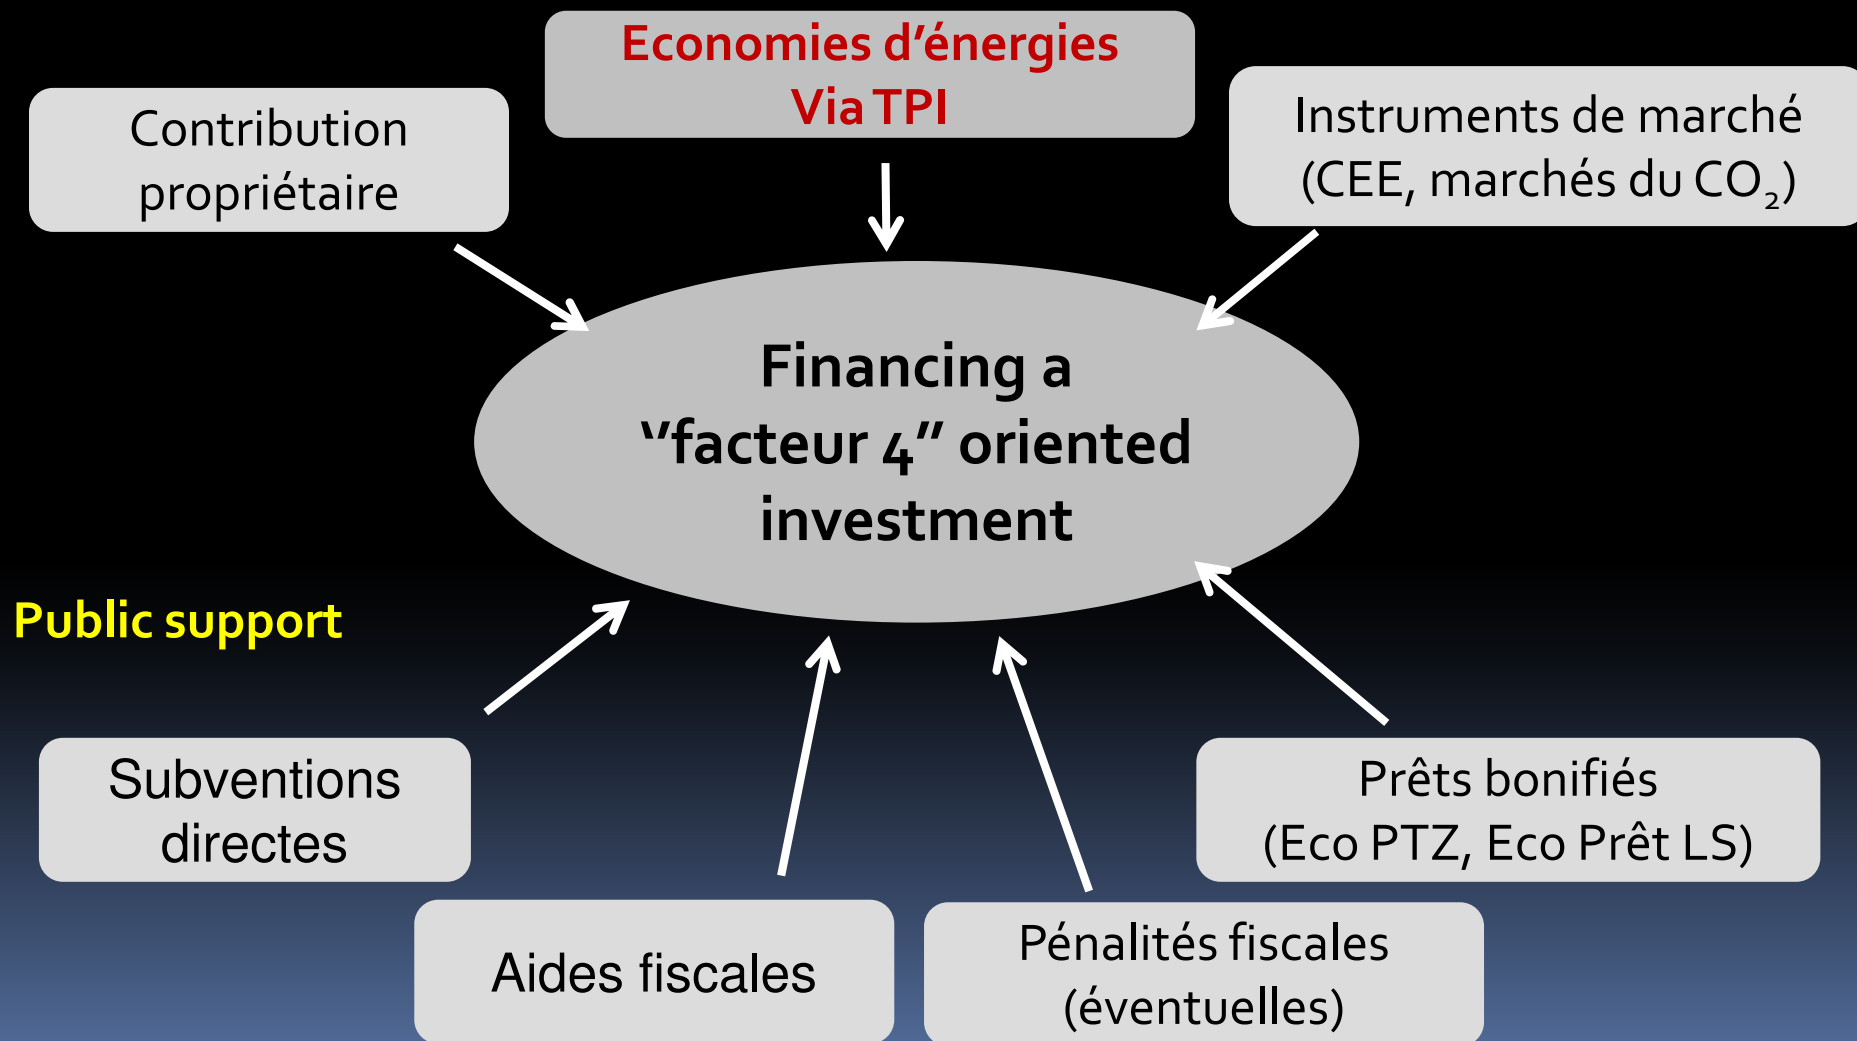 Economies d’énergies
Via TPI
Contribution
propriétaire
Instruments de marché
(CEE, marchés du CO₂)
Financing a
‘’facteur 4’’ oriented
investment
Public support
Subventions
directes
Prêts bonifiés
(Eco PTZ, Eco Prêt LS)
Aides fiscales
Pénalités fiscales
(éventuelles)